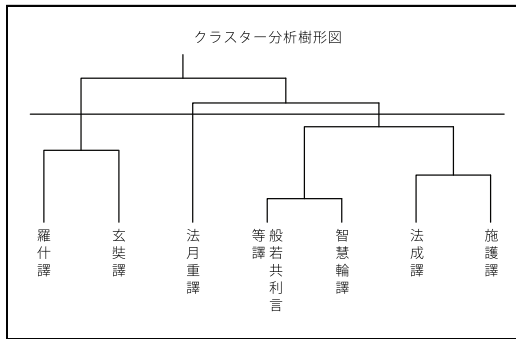 クラスター分析樹形図
羅什譯
玄奘譯
法月重譯
般若共利言
等譯
智慧輪譯
法成譯
施護譯